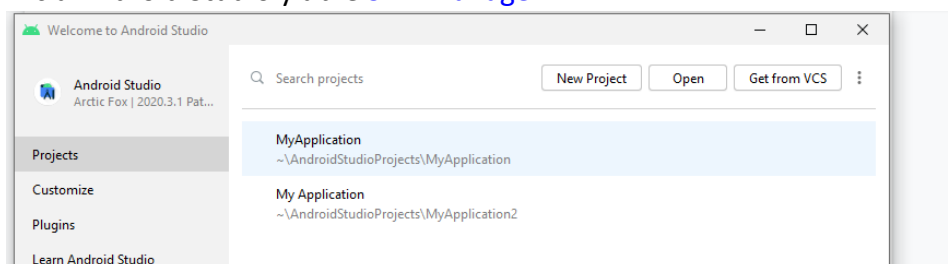 Welcome to Android Studio
Android Studio
Arctic Fox | 2020.3.1 Pat...
Search projects
New Project
Open
Get from VCS
Projects
Customize
Plugins
Learn Android Studio
MyApplication
~\AndroidStudioProjects\MyApplication
My Application
~\AndroidStudioProjects\MyApplication2